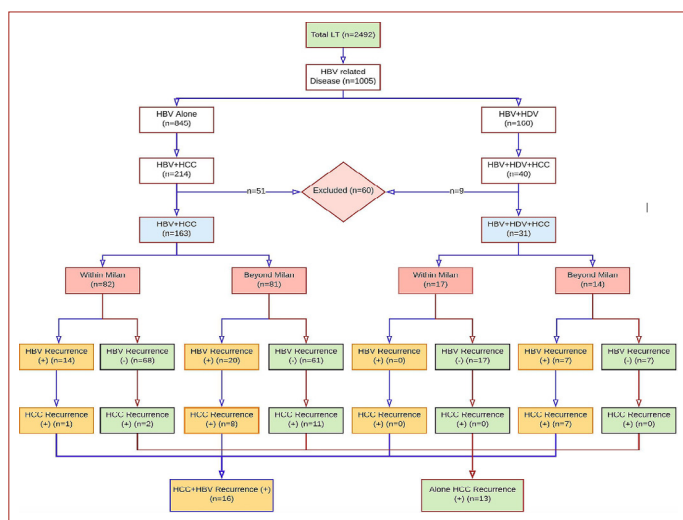 Total LT (n=2492)
HBV related
Disease (n=1005)
HBV Alone
(n=845)
HBV+HDV
(n=160)
HBV+HCC
(n=214)
HBV+HDV+HCC
(n=40)
n=51
Excluded (n=60)
n=9
HBV+HCC
(n=163)
HBV+HDV+HCC
(n=31)
Within Milan
(n=82)
Beyond Milan
(n=81)
Within Milan
(n=17)
Beyond Milan
(n=14)
HBV Recurrence
(+) (n=14)
HBV Recurrence
(-) (n=68)
HBV Recurrence
(+) (n=20)
HBV Recurrence
(-) (n=61)
HBV Recurrence
(+) (n=0)
HBV Recurrence
(-) (n=17)
HBV Recurrence
(+) (n=7)
HBV Recurrence
(-) (n=7)
HCC Recurrence
(+) (n=1)
HCC Recurrence
(+) (n=2)
HCC Recurrence
(+) (n=8)
HCC Recurrence
(+) (n=11)
HCC Recurrence
(+) (n=0)
HCC Recurrence
(+) (n=0)
HCC Recurrence
(+) (n=7)
HCC Recurrence
(+) (n=0)
HCC+HBV Recurrence (+)
(n=16)
Alone HCC Recurrence
(+) (n=13)